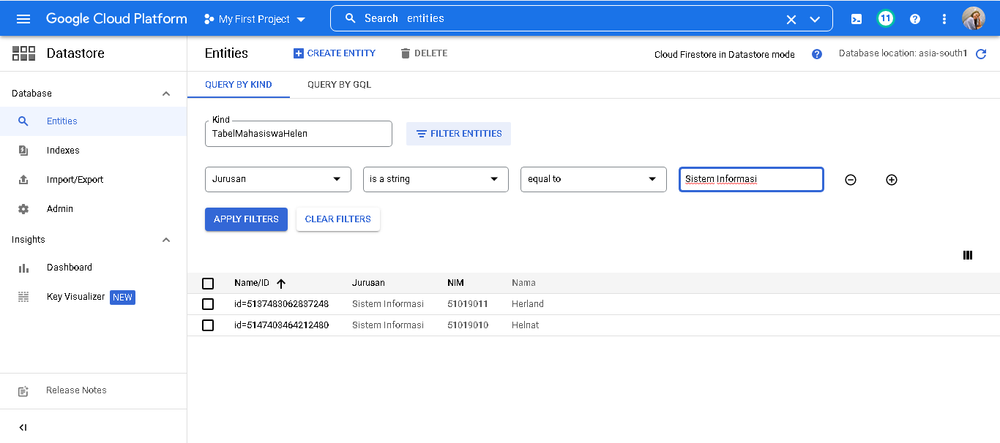 Google Cloud Platform My First Project Search entities 11
Datastore Entities CREATE ENTITY DELETE Cloud Firestore in Datastore mode Database location: asia-south1
Database
Entities
Indexes
Import/Export
Admin
Insights
Dashboard
Key Visualizer NEW
Release Notes
QUERY BY KIND QUERY BY GQL
Kind
TabelMahasiswaHelen FILTER ENTITIES
Jurusan is a string equal to Sistem Informasi
APPLY FILTERS CLEAR FILTERS
Name/ID Jurusan NIM Nama
id=5137483062837248 Sistem Informasi 51019011 Herland
id=5147403464212480 Sistem Informasi 51019010 Helnat